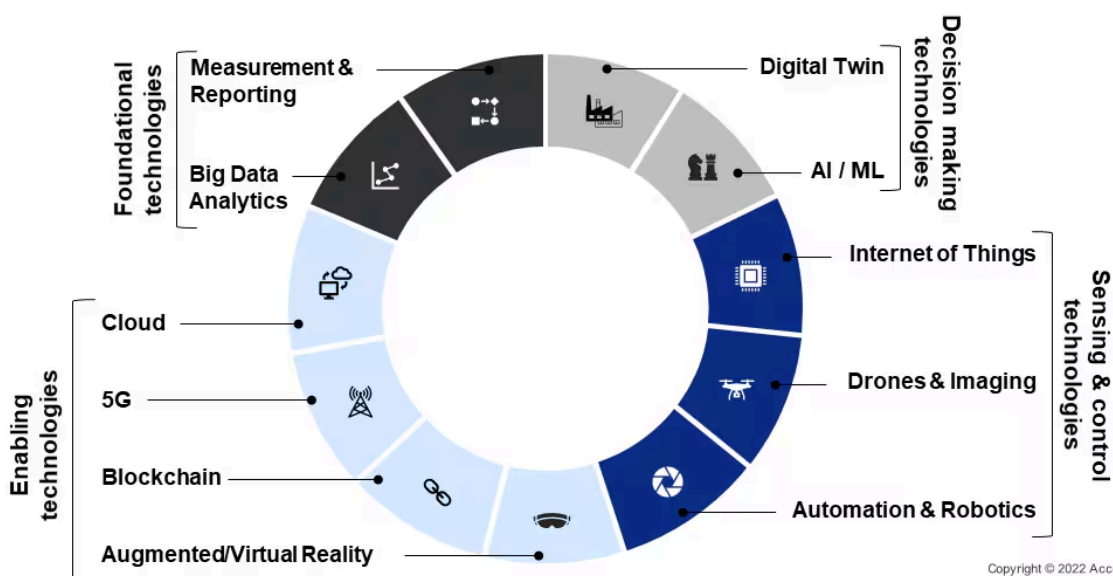 Foundational
technologies
Measurement &
Reporting
Big Data
Analytics
Digital Twin
AI / ML
Decision making
technologies
Internet of Things
Drones & Imaging
Automation & Robotics
Sensing & control
technologies
Enabling
technologies
Cloud
5G
Blockchain
Augmented/Virtual Reality
Copyright © 2022 Acc